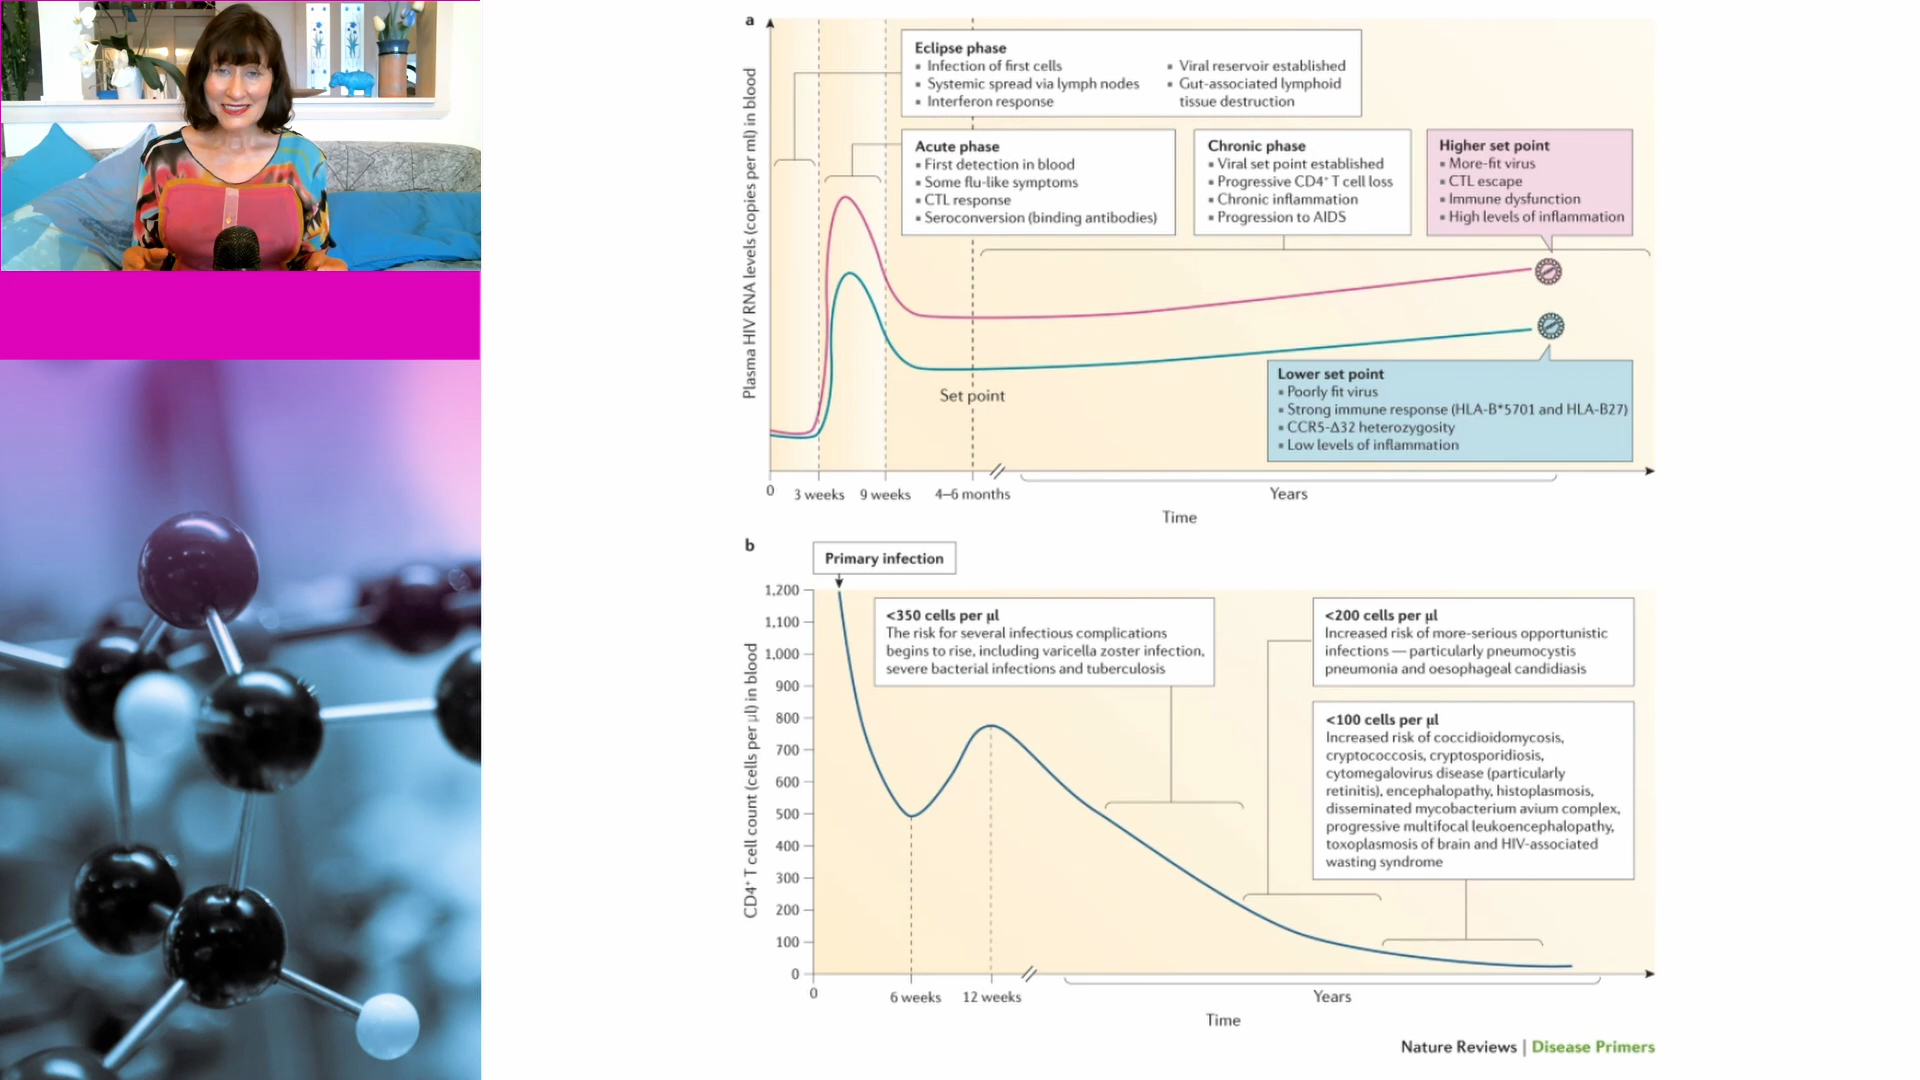 a
Plasma HIV RNA levels (copies per ml) in blood
Eclipse phase
▪ Infection of first cells
▪ Systemic spread via lymph nodes
▪ Interferon response
▪ Viral reservoir established
▪ Gut-associated lymphoid
tissue destruction
Acute phase
▪ First detection in blood
▪ Some flu-like symptoms
▪ CTL response
▪ Seroconversion (binding antibodies)
Chronic phase
▪ Viral set point established
▪ Progressive CD4⁺ T cell loss
▪ Chronic inflammation
▪ Progression to AIDS
Higher set point
▪ More-fit virus
▪ CTL escape
▪ Immune dysfunction
▪ High levels of inflammation
Set point
Lower set point
▪ Poorly fit virus
▪ Strong immune response (HLA-B*5701 and HLA-B27)
▪ CCR5-Δ32 heterozygosity
▪ Low levels of inflammation
0 3 weeks 9 weeks 4–6 months Years
Time
b
Primary infection
CD4⁺ T cell count (cells per μl) in blood
1,200
1,100
1,000
900
800
700
600
500
400
300
200
100
0
<350 cells per μl
The risk for several infectious complications
begins to rise, including varicella zoster infection,
severe bacterial infections and tuberculosis
<200 cells per μl
Increased risk of more-serious opportunistic
infections — particularly pneumocystis
pneumonia and oesophageal candidiasis
<100 cells per μl
Increased risk of coccidioidomycosis,
cryptococcosis, cryptosporidiosis,
cytomegalovirus disease (particularly
retinitis), encephalopathy, histoplasmosis,
disseminated mycobacterium avium complex,
progressive multifocal leukoencephalopathy,
toxoplasmosis of brain and HIV-associated
wasting syndrome
0 6 weeks 12 weeks Years
Time
Nature Reviews | Disease Primers